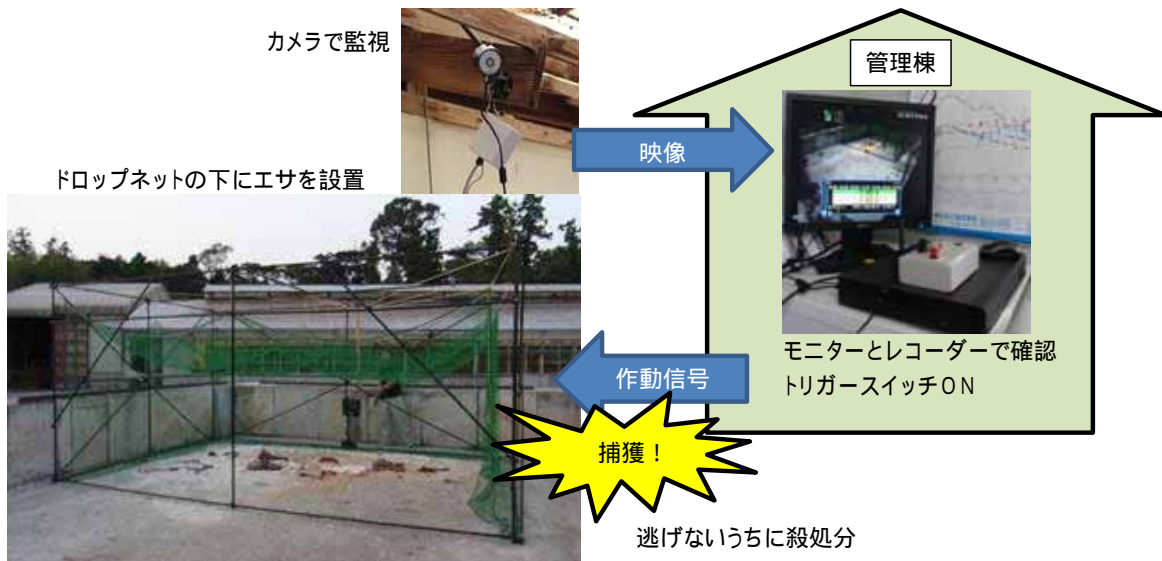 カメラで監視
管理棟
映像
ドロップネットの下にエサを設置
モニターとレコーダーで確認
トリガースイッチON
作動信号
捕獲!
逃げないうちに殺処分